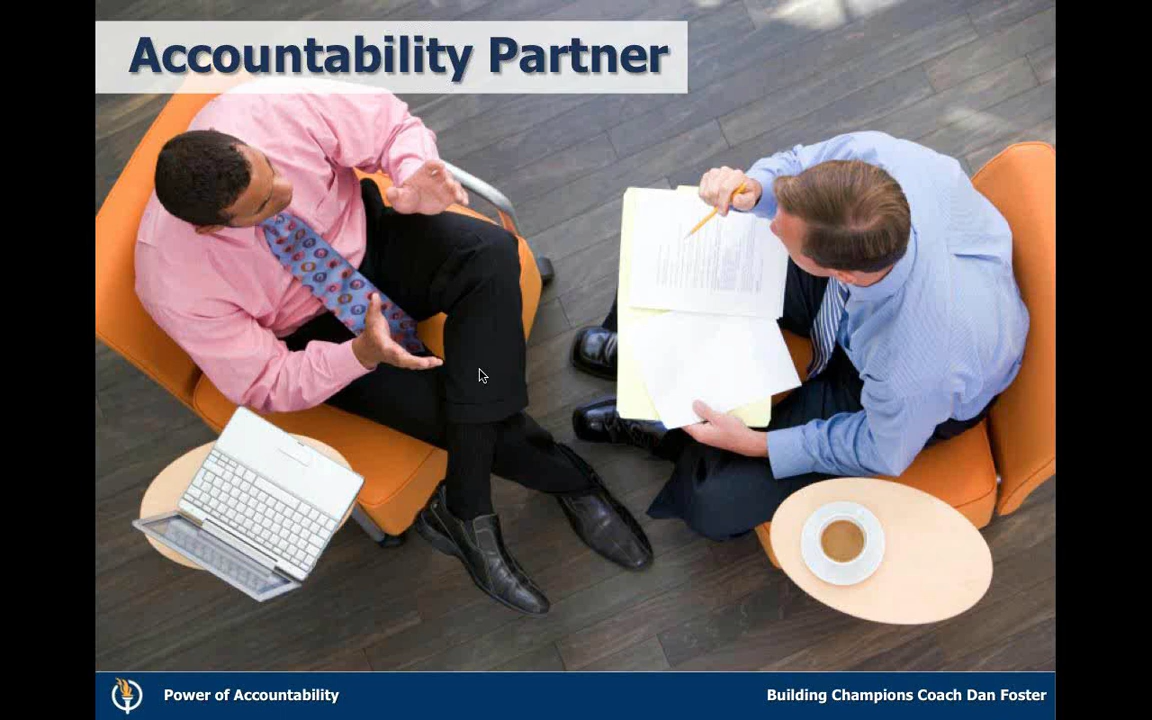 Accountability Partner
Power of Accountability
Building Champions Coach Dan Foster